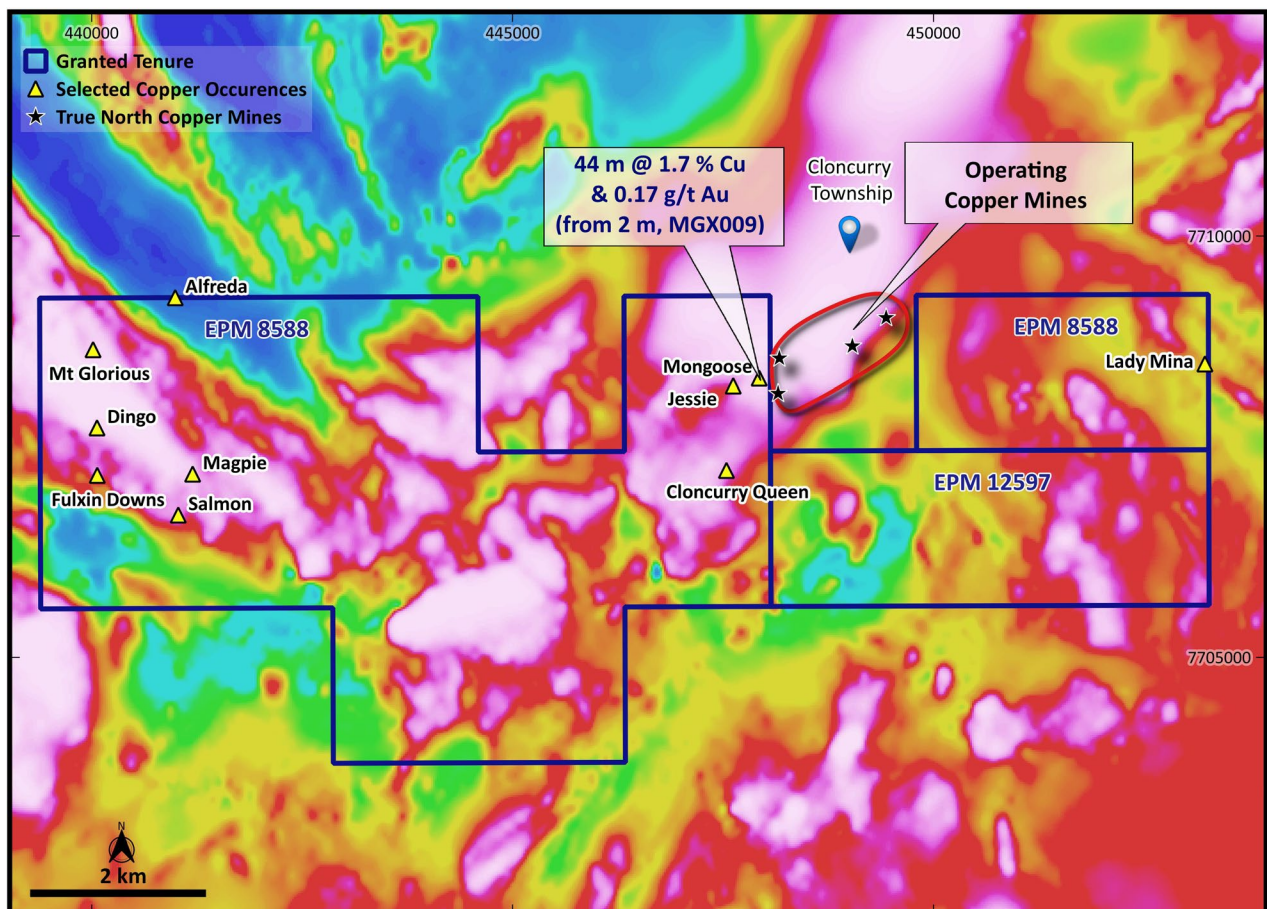 440000
445000
450000
Granted Tenure
Selected Copper Occurences
True North Copper Mines
44 m @ 1.7 % Cu
& 0.17 g/t Au
(from 2 m, MGX009)
Cloncurry
Township
Operating
Copper Mines
7710000
Alfreda
EPM 8588
EPM 8588
Mt Glorious
Mongoose
Jessie
Lady Mina
Dingo
Magpie
Fulxin Downs
Salmon
Cloncurry Queen
EPM 12597
7705000
N
2 km